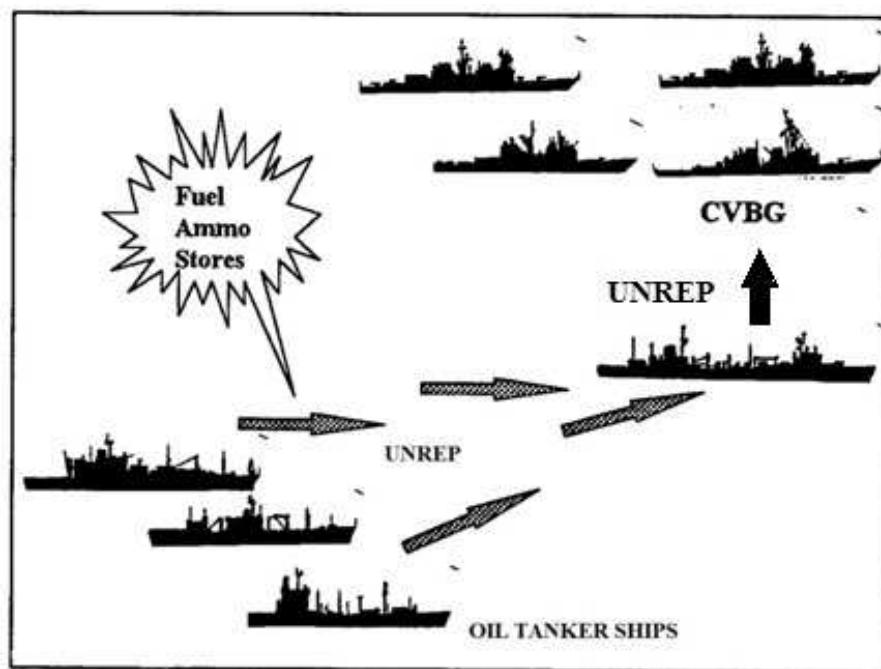 Fuel
Ammo
Stores
CVBG
UNREP
UNREP
OIL TANKER SHIPS